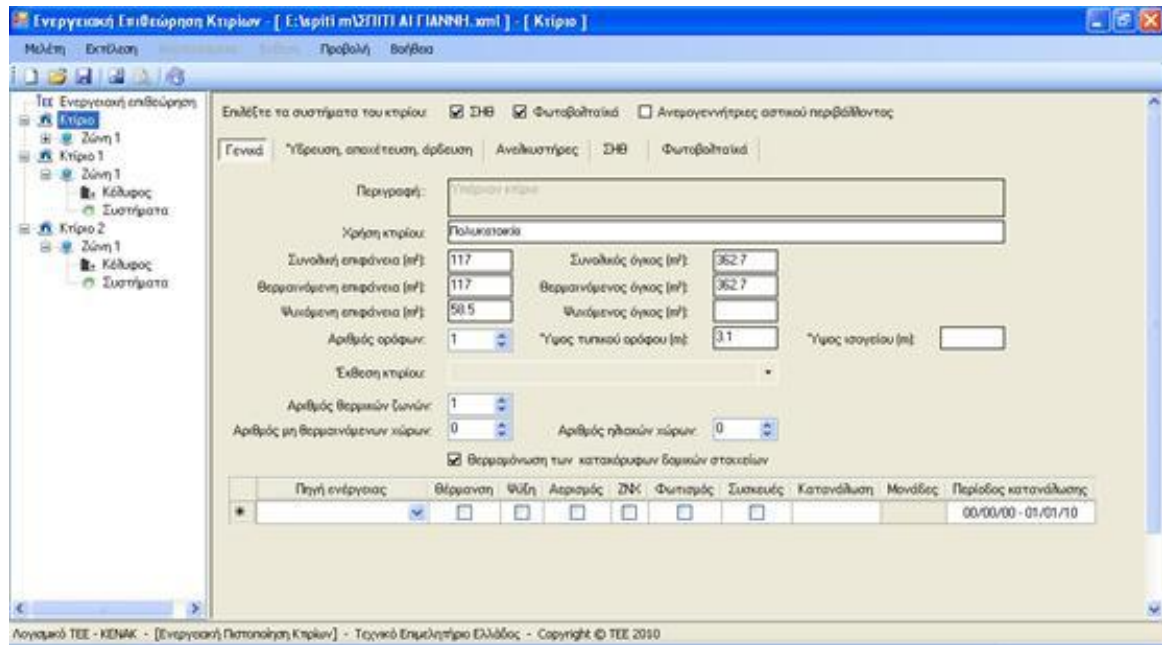 Ενεργειακή Επιθεώρηση Κτιρίων - [ E:\spiti m\ΣΠΙΤΙ ΑΙ ΓΙΑΝΝΗ.xml ] - [ Κτίριο ]
Μελέτη Εκτέλεση Προβολή Βοήθεια
ΤΕΕ Ενεργειακή επιθεώρηση
Κτίριο
Ζώνη 1
Κτίριο 1
Ζώνη 1
Κέλυφος
Συστήματα
Κτίριο 2
Ζώνη 1
Κέλυφος
Συστήματα
Επιλέξτε τα συστήματα του κτιρίου: ΣΗΘ Φωτοβολταϊκά Ανεμογεννήτριες αστικού περιβάλλοντος
Γενικά Ύδρευση, αποχέτευση, άρδευση Ανελκυστήρες ΣΗΘ Φωτοβολταϊκά
Περιγραφή: Υπάρχον κτίριο
Χρήση κτιρίου: Πολυκατοικία
Συνολική επιφάνεια (m²): 117 Συνολικός όγκος (m³): 362.7
Θερμαινόμενη επιφάνεια (m²): 117 Θερμαινόμενος όγκος (m³): 362.7
Ψυχόμενη επιφάνεια (m²): 58.5 Ψυχόμενος όγκος (m³):
Αριθμός ορόφων: 1 Ύψος τυπικού ορόφου (m): 3.1 Ύψος ισογείου (m):
Έκθεση κτιρίου:
Αριθμός θερμικών ζωνών: 1
Αριθμός μη θερμαινόμενων χώρων: 0 Αριθμός ηλιακών χώρων: 0
Θερμομόνωση των κατακόρυφων δομικών στοιχείων
Πηγή ενέργειας Θέρμανση Ψύξη Αερισμός ΖΝΧ Φωτισμός Συσκευές Κατανάλωση Μονάδες Περίοδος κατανάλωσης
00/00/00 - 01/01/10
Λογισμικό ΤΕΕ - ΚΕΝΑΚ - [Ενεργειακή Πιστοποίηση Κτιρίων] - Τεχνικό Επιμελητήριο Ελλάδος - Copyright © TEE 2010